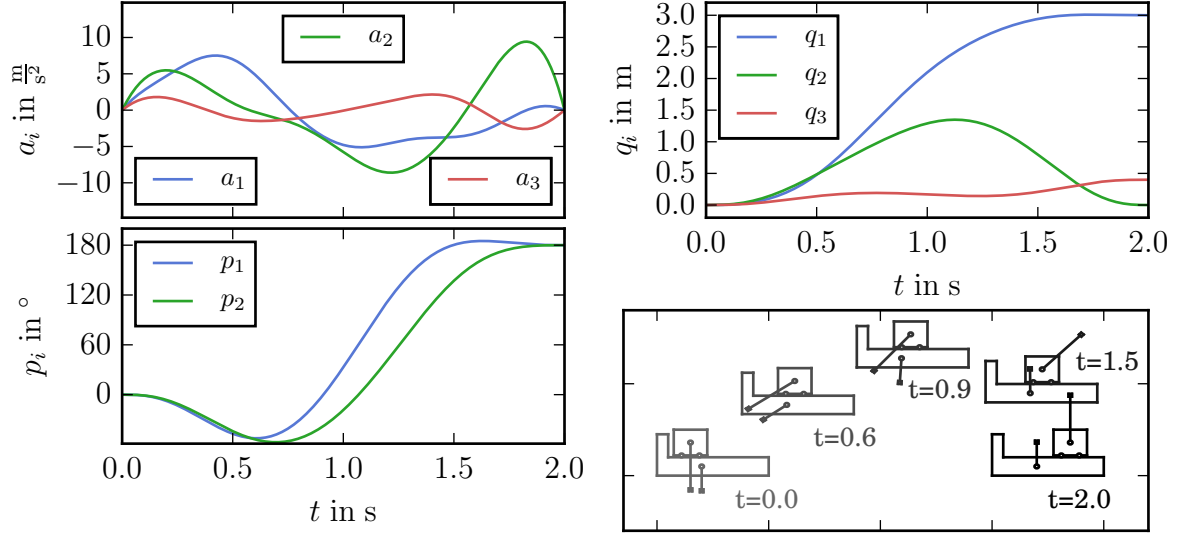 a_2
a_1
a_3
10
5
0
−5
−10
a_i in m/s²
p_1
p_2
180
120
60
0
p_i in °
0.0 0.5 1.0 1.5 2.0
t in s
q_1
q_2
q_3
3.0
2.5
2.0
1.5
1.0
0.5
0.0
q_i in m
0.0 0.5 1.0 1.5 2.0
t in s
t=1.5
t=0.9
t=0.6
t=0.0
t=2.0